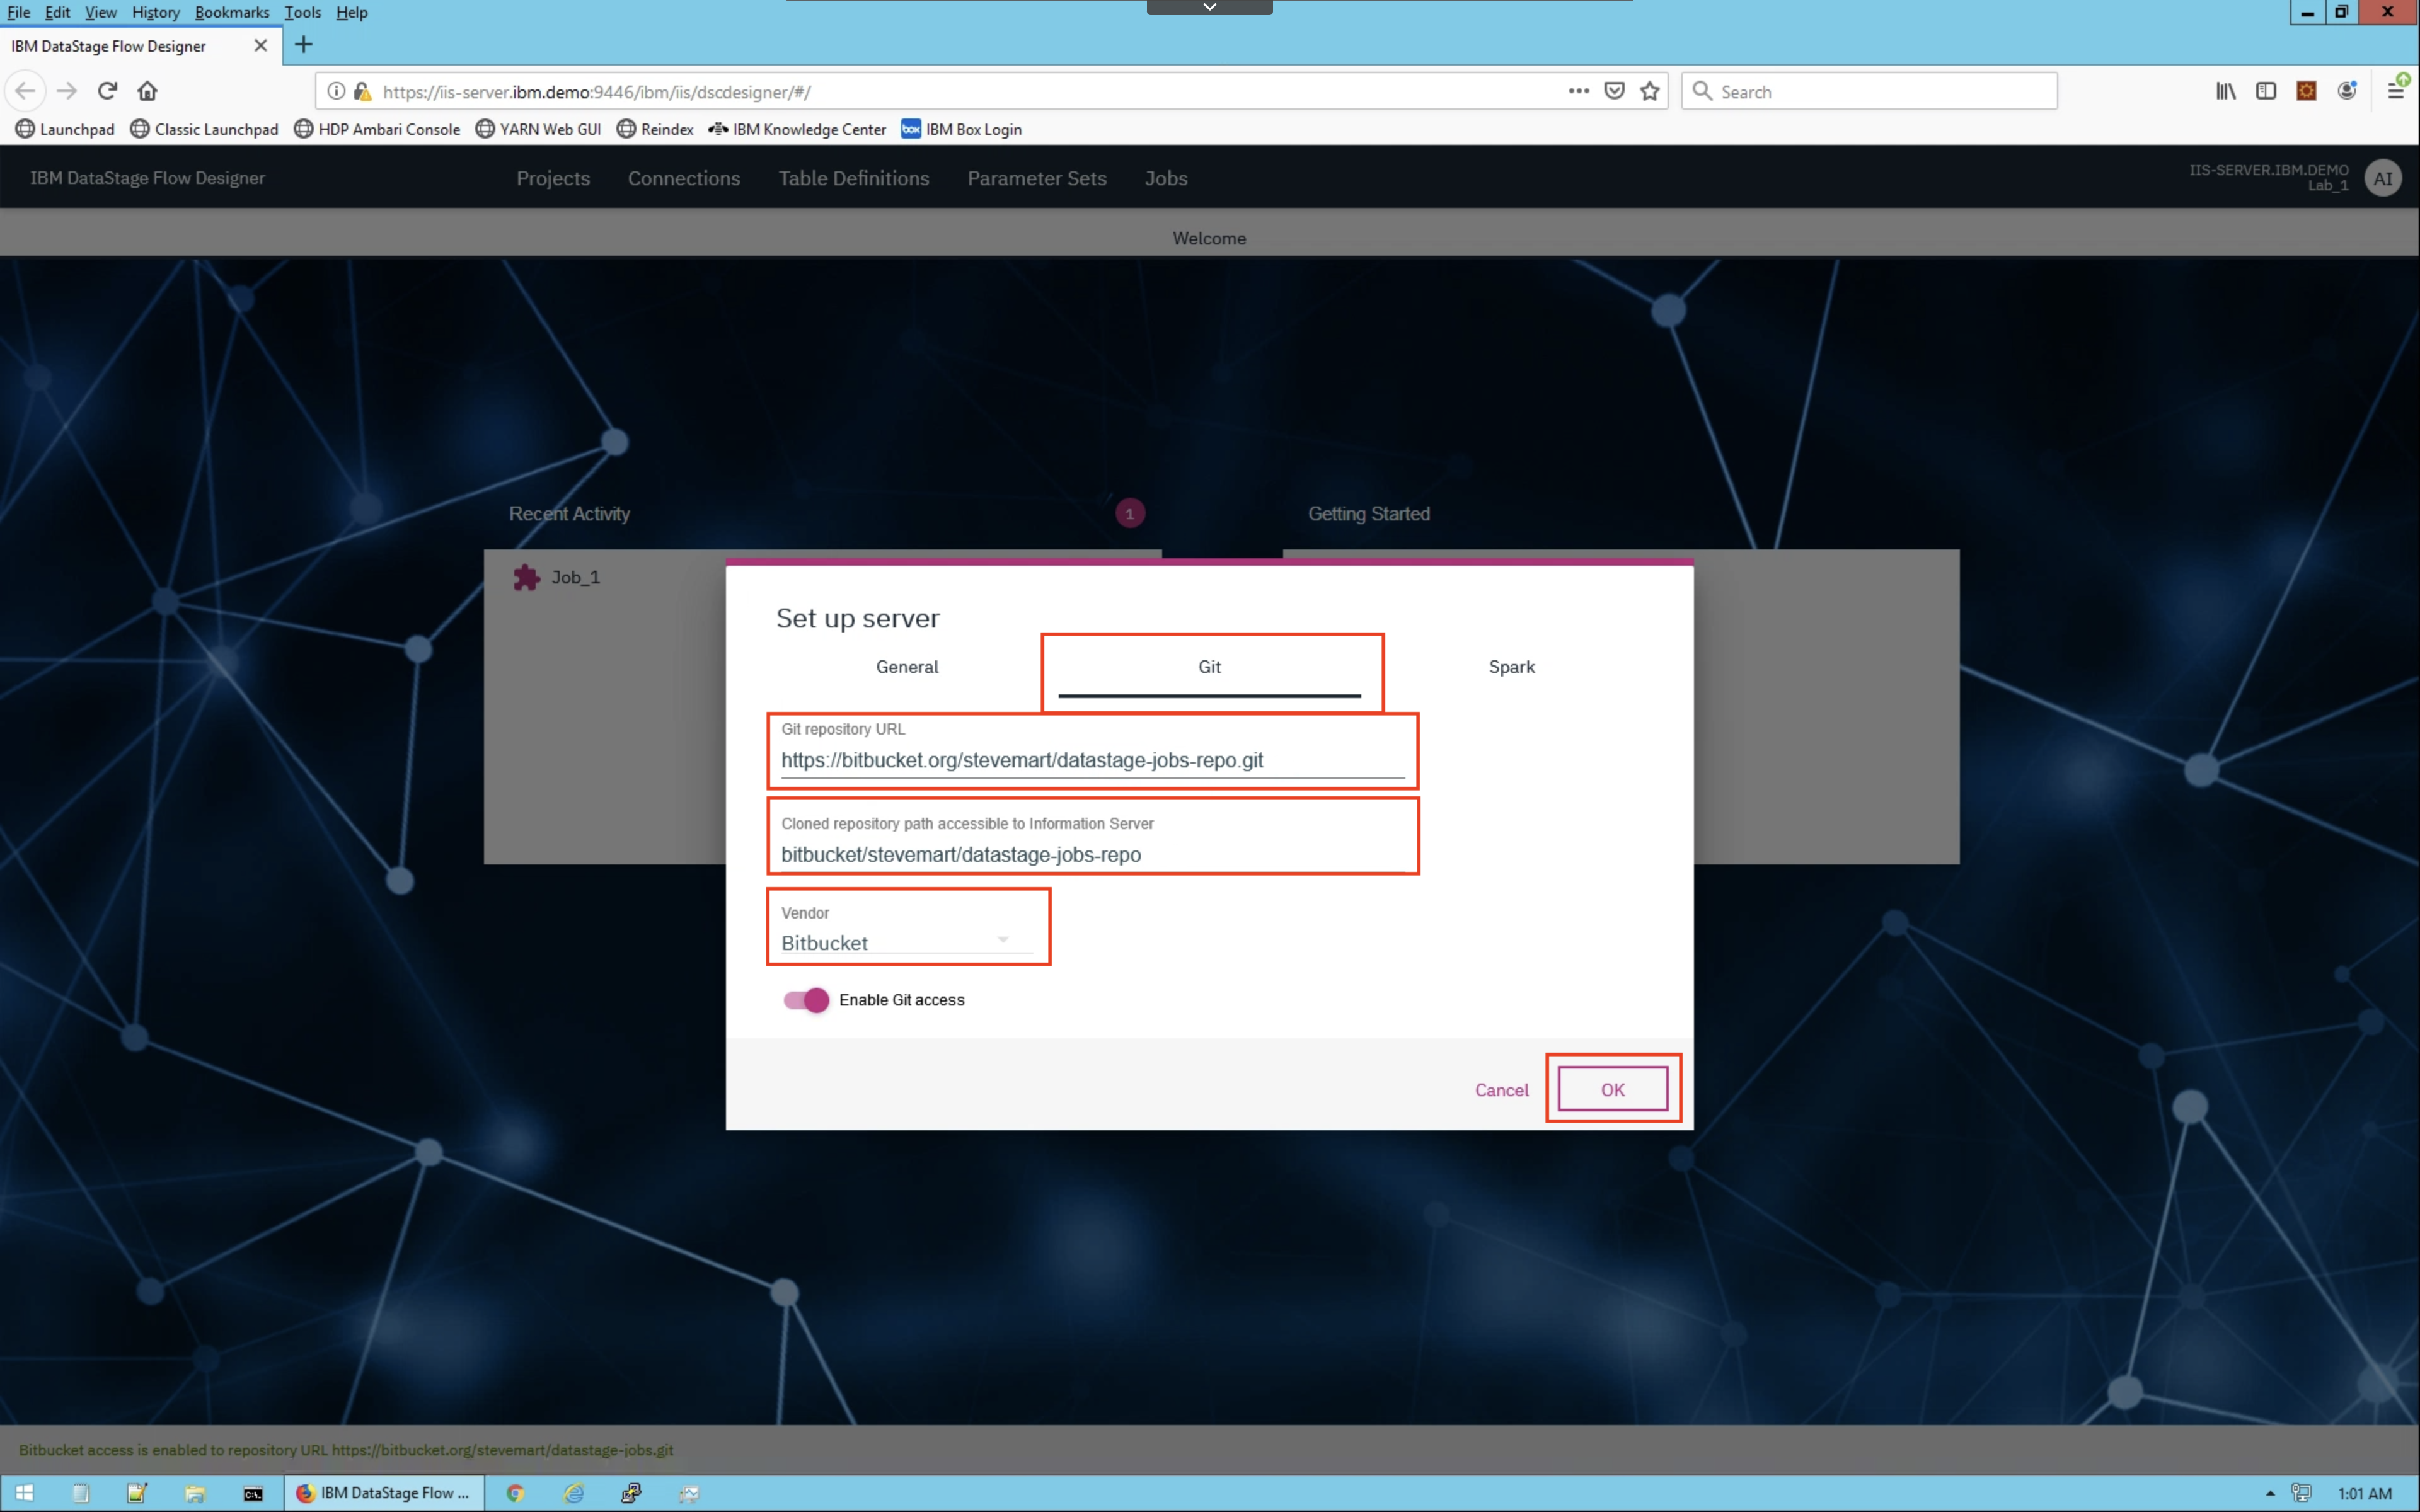 File Edit View History Bookmarks Tools Help
IBM DataStage Flow Designer
https://iis-server.ibm.demo:9446/ibm/iis/dscdesigner/#/
Search
Launchpad Classic Launchpad HDP Ambari Console YARN Web GUI Reindex IBM Knowledge Center box IBM Box Login
IBM DataStage Flow Designer Projects Connections Table Definitions Parameter Sets Jobs
IIS-SERVER.IBM.DEMO
Lab_1
AI
Welcome
Recent Activity 1 Getting Started
Job_1
Set up server
General Git Spark
Git repository URL
https://bitbucket.org/stevemart/datastage-jobs-repo.git
Cloned repository path accessible to Information Server
bitbucket/stevemart/datastage-jobs-repo
Vendor
Bitbucket
Enable Git access
Cancel OK
Bitbucket access is enabled to repository URL https://bitbucket.org/stevemart/datastage-jobs.git
IBM DataStage Flow ... 1:01 AM